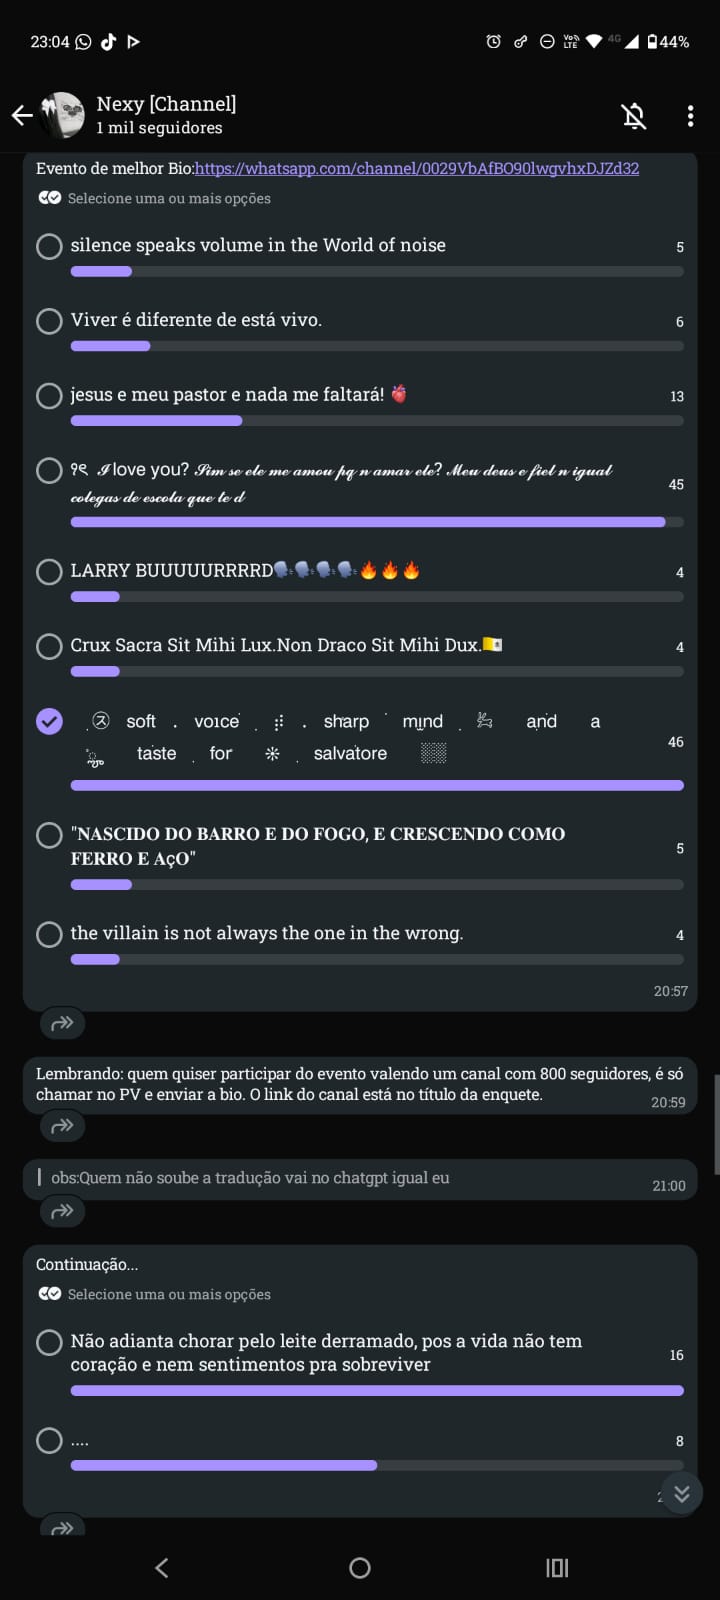 23:04
4G 44%
Nexy [Channel]
1 mil seguidores
Evento de melhor Bio:https://whatsapp.com/channel/0029VbAfBO90lwgvhxDJZd32
Selecione uma ou mais opções
silence speaks volume in the World of noise 5
Viver é diferente de está vivo. 6
jesus e meu pastor e nada me faltará! 🫀 13
୨୧ 𝓘 love you? 𝓢𝓲𝓶 𝓼𝓮 𝓮𝓵𝓮 𝓶𝓮 𝓪𝓶𝓸𝓾 𝓹𝓺 𝓷 𝓪𝓶𝓪𝓻 𝓮𝓵𝓮? 𝓜𝓮𝓾 𝓭𝓮𝓾𝓼 𝓮 𝓯𝓲𝓮𝓵 𝓷 𝓲𝓰𝓾𝓪𝓵
𝓬𝓸𝓵𝓮𝓰𝓪𝓼 𝓭𝓮 𝓮𝓼𝓬𝓸𝓵𝓪 𝓺𝓾𝓮 𝓽𝓮 𝓭 45
LARRY BUUUUURRRRD🗣️🗣️🗣️🗣️🔥🔥🔥 4
Crux Sacra Sit Mihi Lux.Non Draco Sit Mihi Dux.🇻🇦 4
㋜ soft . voıce . sharp mınd and a
taste for salvatore 46
"𝐍𝐀𝐒𝐂𝐈𝐃𝐎 𝐃𝐎 𝐁𝐀𝐑𝐑𝐎 𝐄 𝐃𝐎 𝐅𝐎𝐆𝐎, 𝐄 𝐂𝐑𝐄𝐒𝐂𝐄𝐍𝐃𝐎 𝐂𝐎𝐌𝐎
𝐅𝐄𝐑𝐑𝐎 𝐄 𝐀ç𝐎" 5
the villain is not always the one in the wrong. 4
20:57
Lembrando: quem quiser participar do evento valendo um canal com 800 seguidores, é só
chamar no PV e enviar a bio. O link do canal está no título da enquete. 20:59
obs:Quem não soube a tradução vai no chatgpt igual eu 21:00
Continuação...
Selecione uma ou mais opções
Não adianta chorar pelo leite derramado, pos a vida não tem
coração e nem sentimentos pra sobreviver 16
.... 8